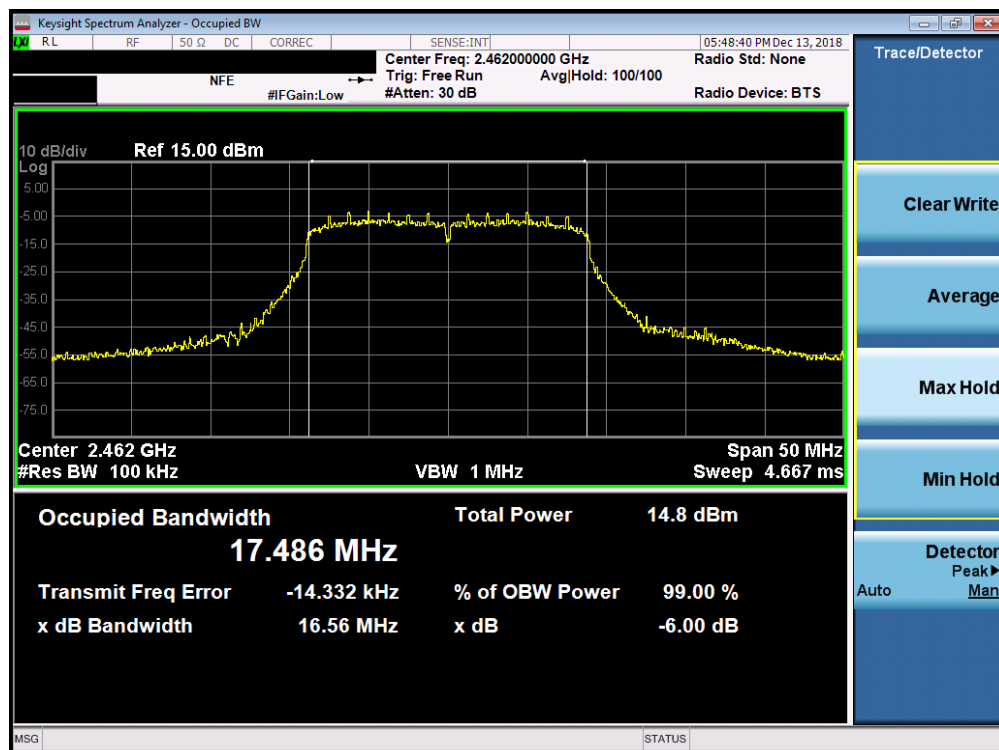 Keysight Spectrum Analyzer - Occupied BW
LXI RL RF 50 Ω DC CORREC SENSE:INT 05:48:40 PM Dec 13, 2018
Center Freq: 2.462000000 GHz Radio Std: None
NFE Trig: Free Run Avg|Hold: 100/100
#IFGain:Low #Atten: 30 dB Radio Device: BTS
10 dB/div Ref 15.00 dBm
Log
5.00
-5.00
-15.0
-25.0
-35.0
-45.0
-55.0
-65.0
-75.0
Center 2.462 GHz Span 50 MHz
#Res BW 100 kHz VBW 1 MHz Sweep 4.667 ms
Occupied Bandwidth Total Power 14.8 dBm
17.486 MHz
Transmit Freq Error -14.332 kHz % of OBW Power 99.00 %
x dB Bandwidth 16.56 MHz x dB -6.00 dB
MSG STATUS
Trace/Detector
Clear Write
Average
Max Hold
Min Hold
Detector
Peak
Auto Man